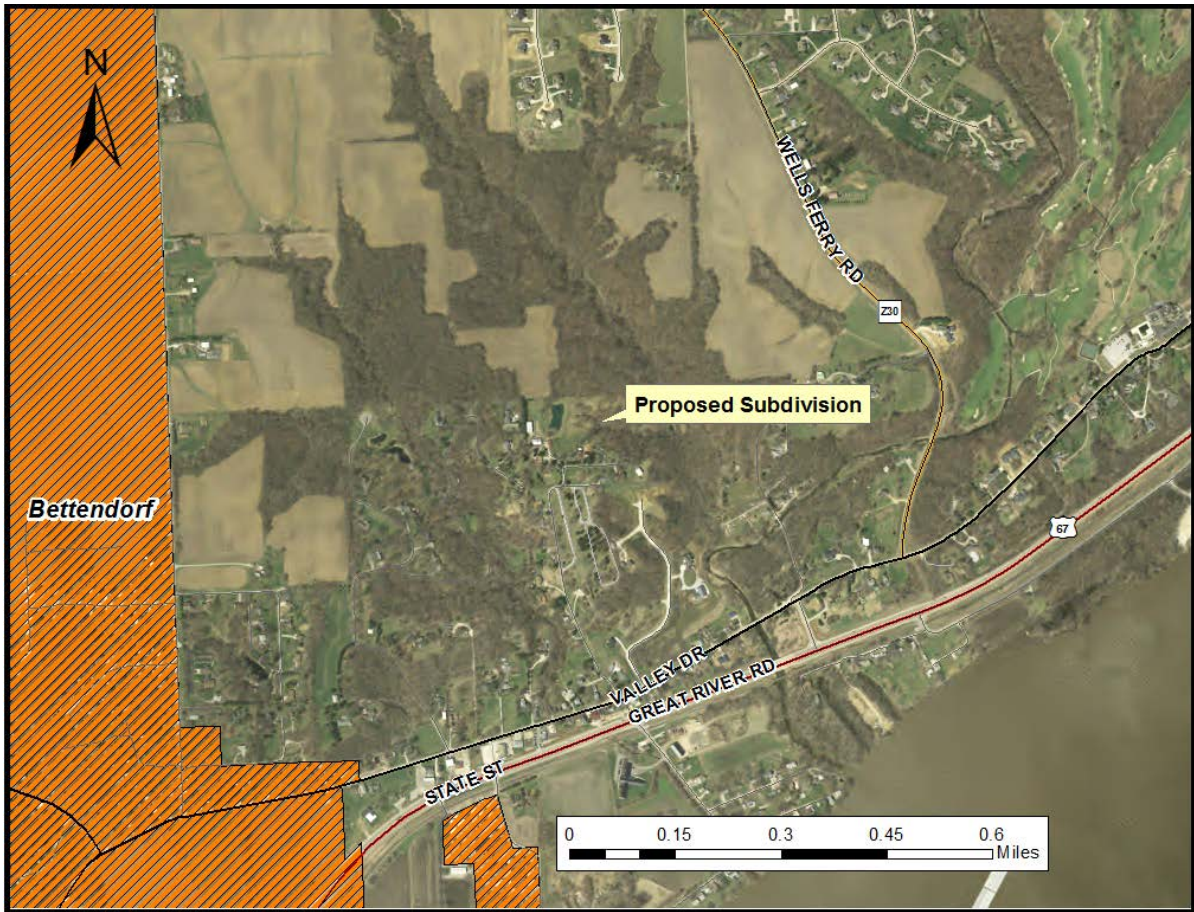 N
WELLS FERRY RD
Z30
Proposed Subdivision
Bettendorf
67
VALLEY DR
GREAT RIVER RD
STATE ST
0 0.15 0.3 0.45 0.6
Miles